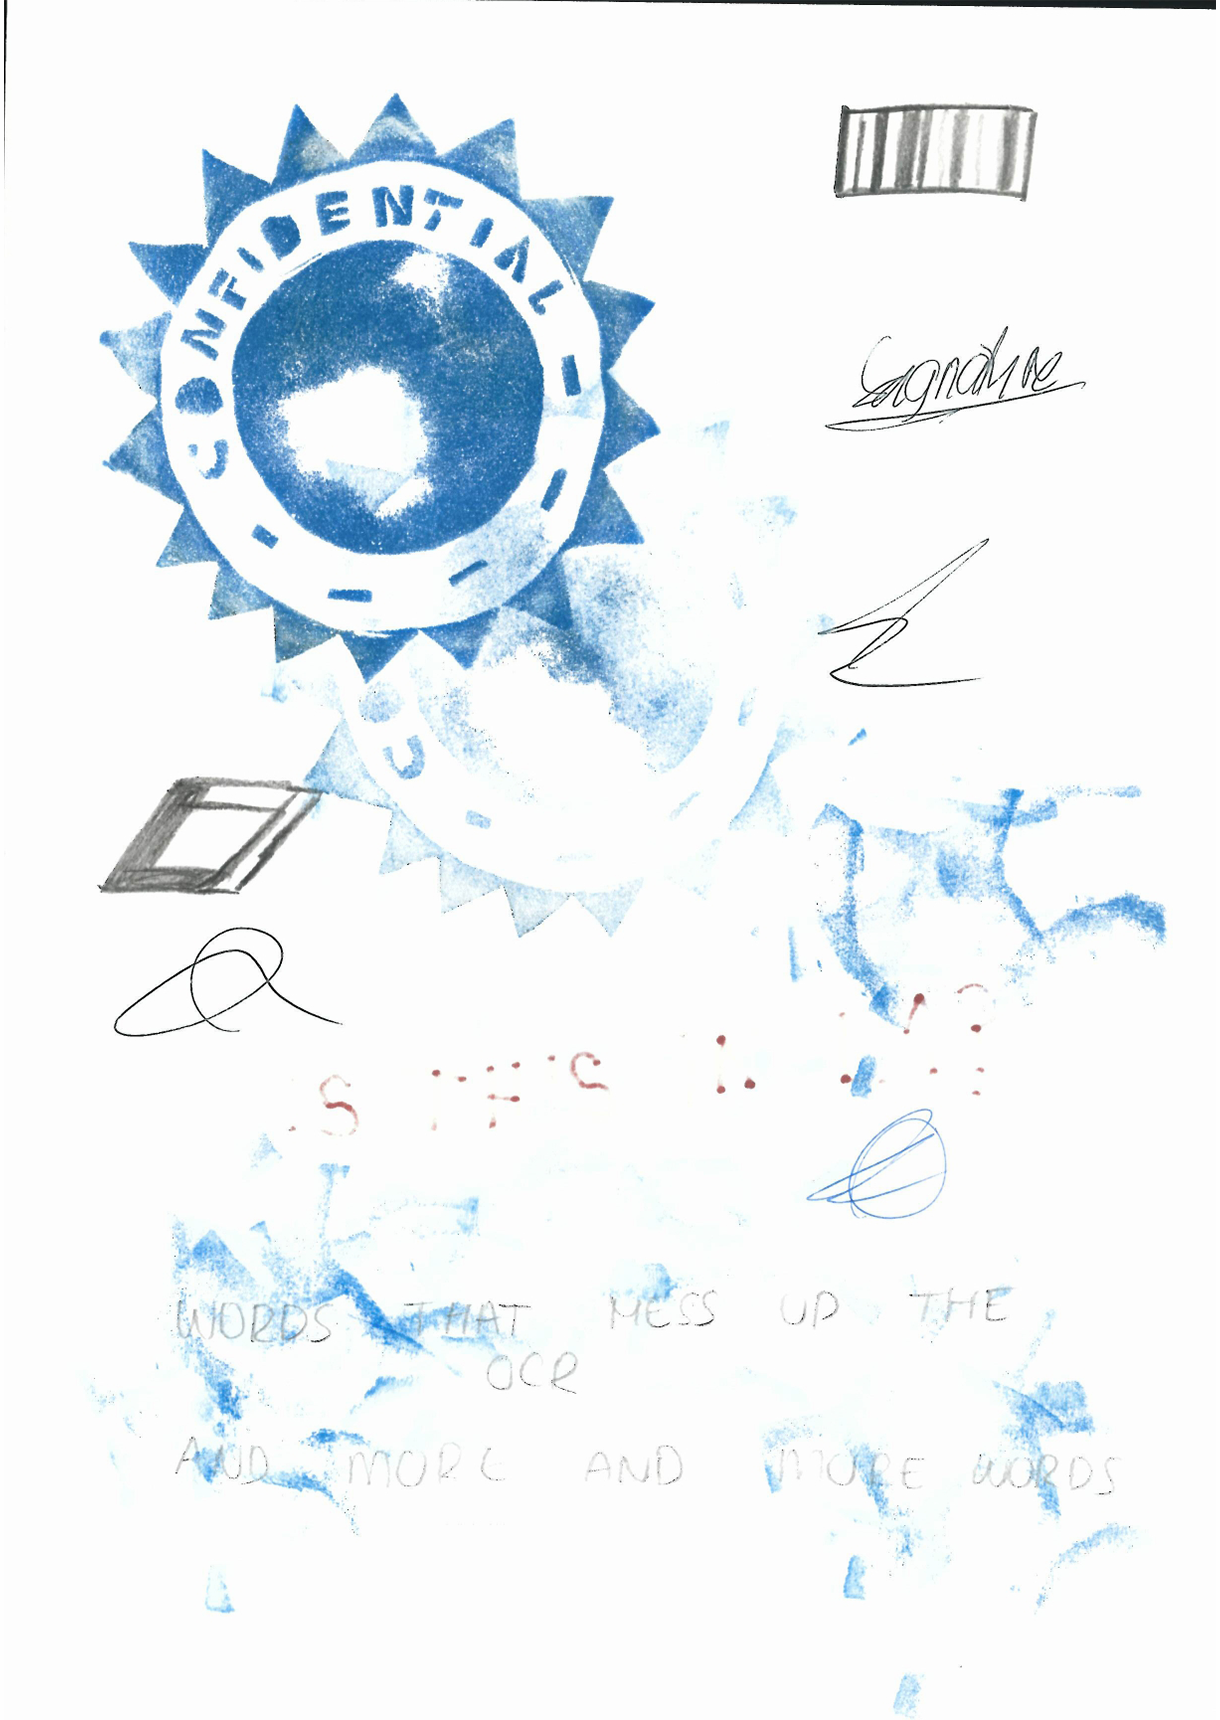 CONFIDENTIAL
Signature
WORDS THAT MESS UP THE
OCR
AND MORE AND MORE WORDS